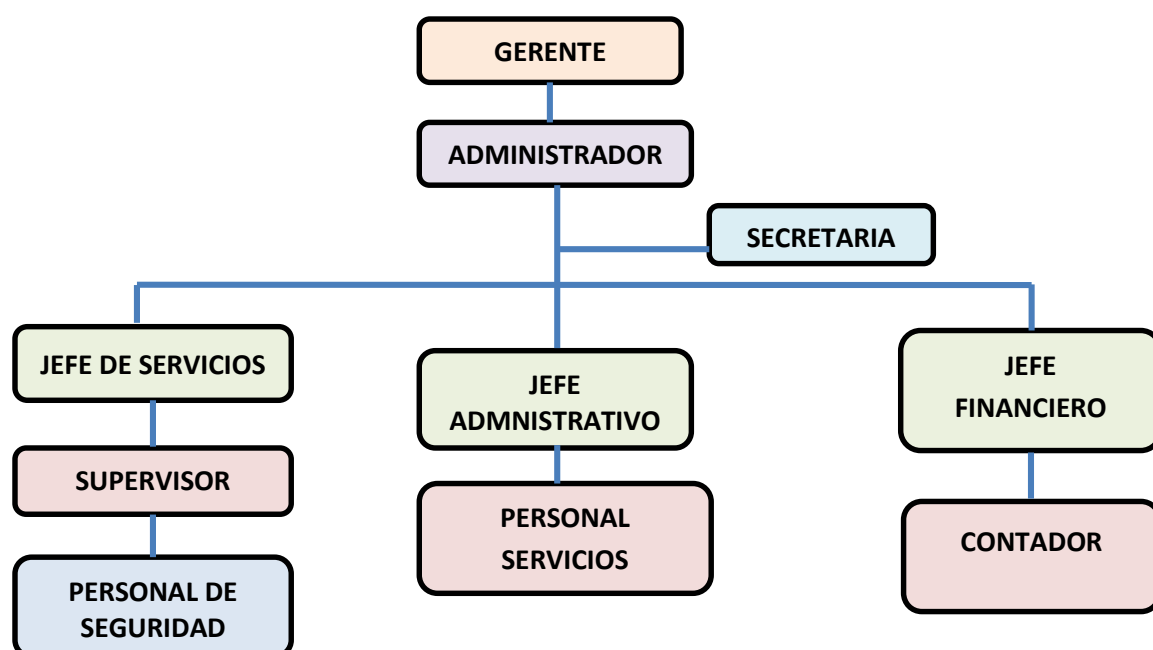 GERENTE
ADMINISTRADOR
SECRETARIA
JEFE DE SERVICIOS
JEFE
ADMNISTRATIVO
JEFE
FINANCIERO
SUPERVISOR
PERSONAL
SERVICIOS
CONTADOR
PERSONAL DE
SEGURIDAD